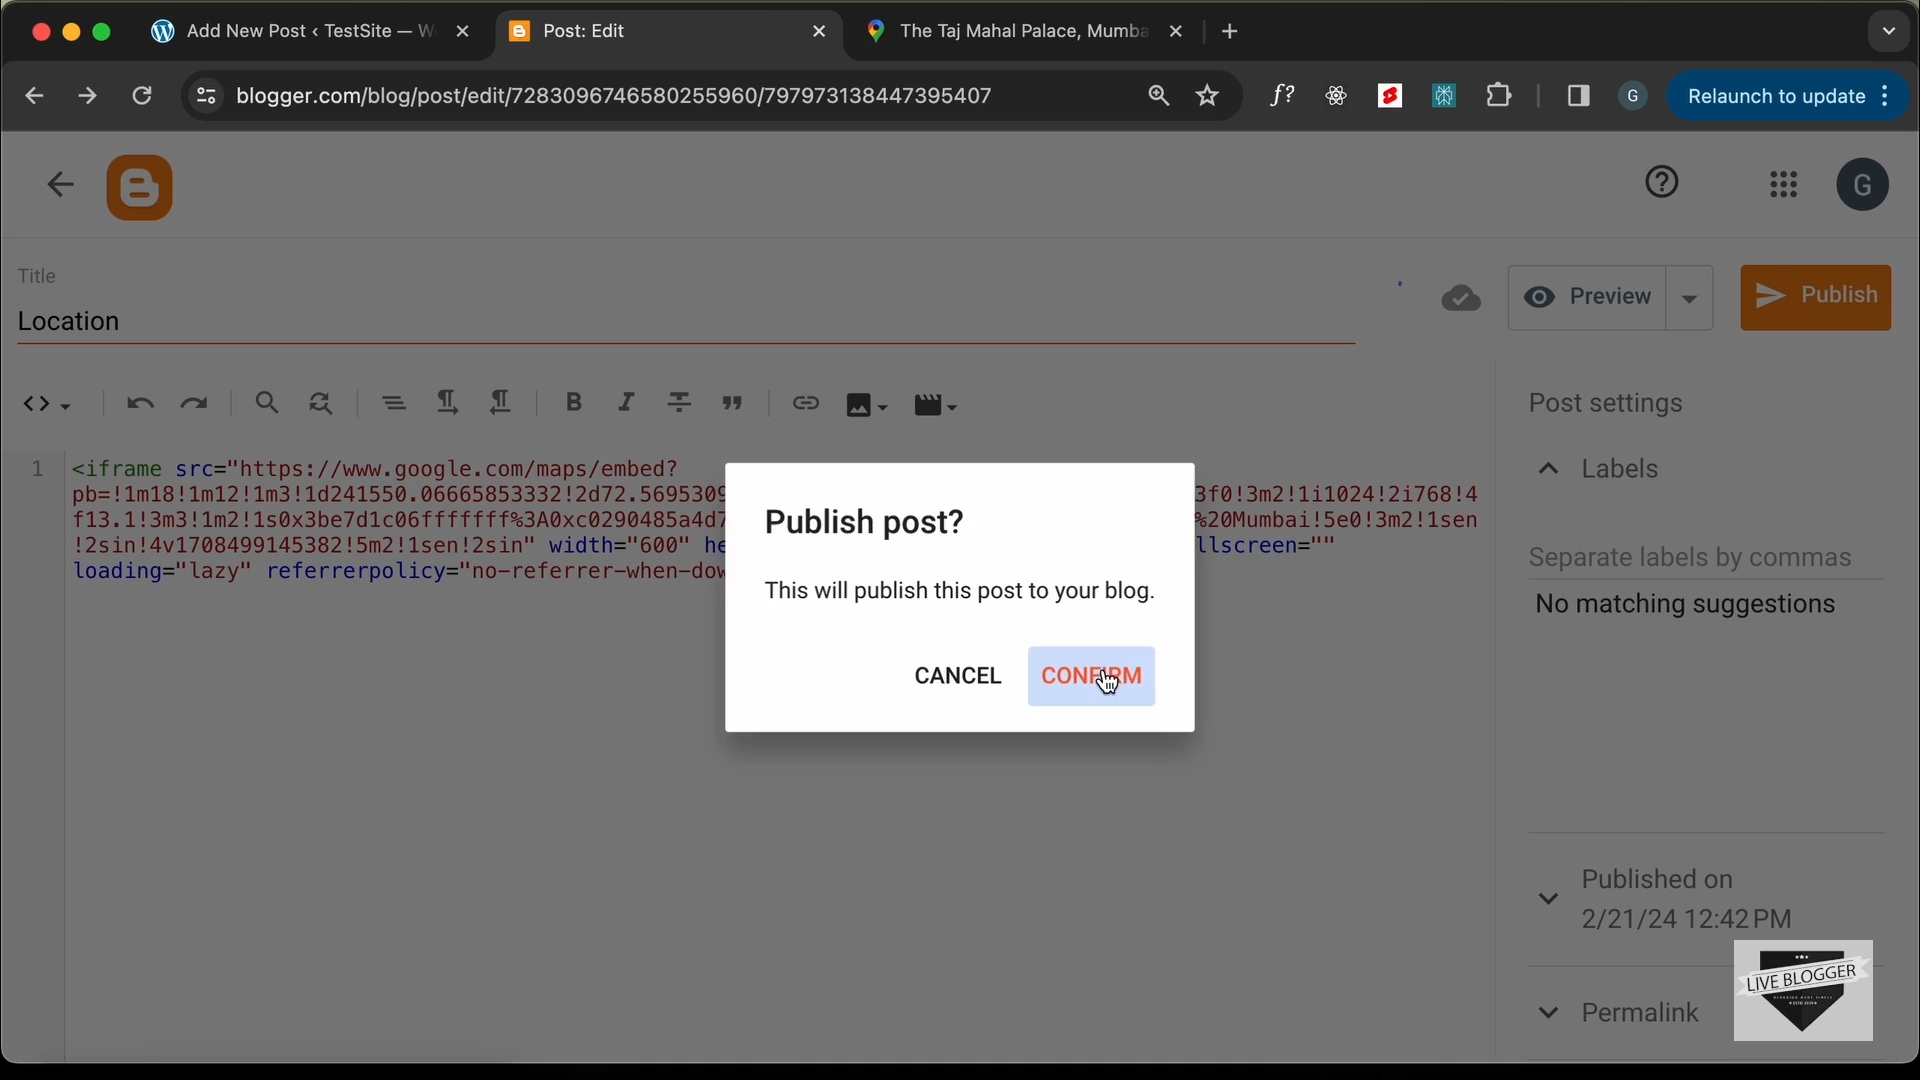 Add New Post ‹ TestSite — W
Post: Edit
The Taj Mahal Palace, Mumba
blogger.com/blog/post/edit/7283096746580255960/797973138447395407
f?
G
Relaunch to update
G
Title
Location
Preview
Publish
Post settings
1
<iframe src="https://www.google.com/maps/embed?
pb=!1m18!1m12!1m3!1d241550.06665853332!2d72.5695309 3f0!3m2!1i1024!2i768!4
f13.1!3m3!1m2!1s0x3be7d1c06fffffff%3A0xc0290485a4d7 %20Mumbai!5e0!3m2!1sen
!2sin!4v1708499145382!5m2!1sen!2sin" width="600" he llscreen=""
loading="lazy" referrerpolicy="no-referrer-when-dow
Labels
Separate labels by commas
No matching suggestions
Publish post?
This will publish this post to your blog.
CANCEL
CONFIRM
Published on
2/21/24 12:42 PM
Permalink
LIVE BLOGGER